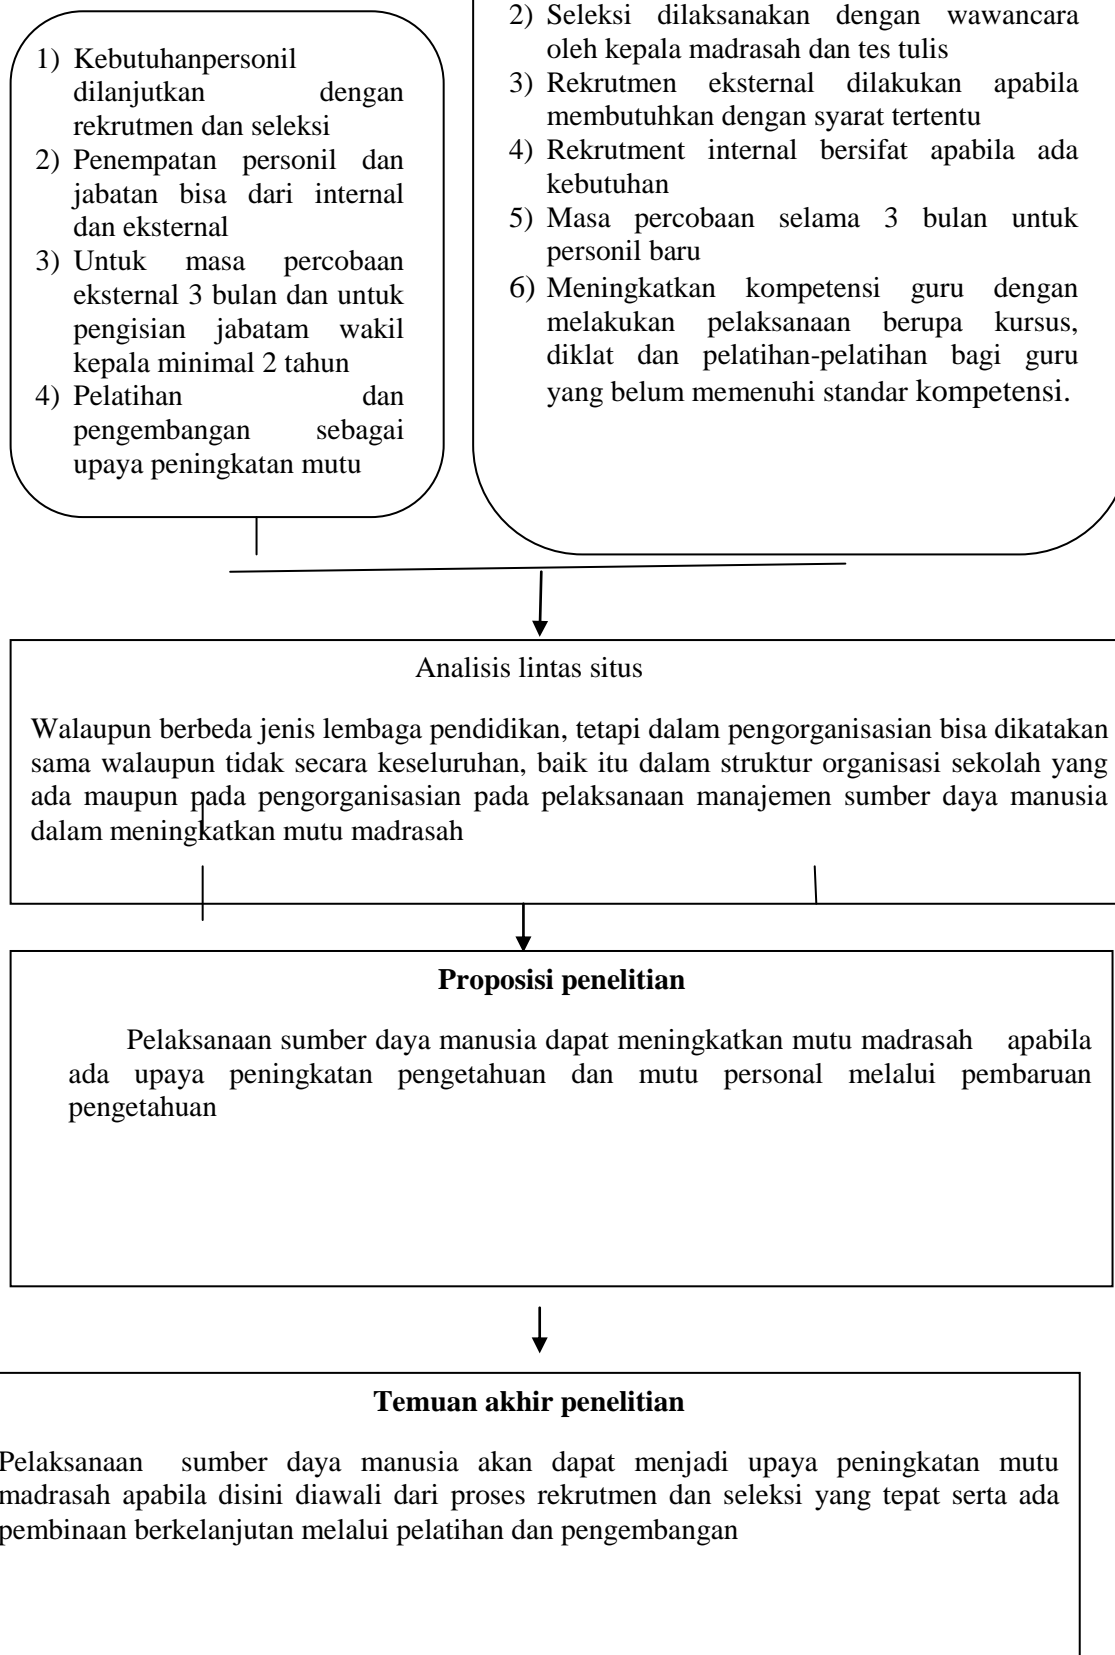 1) Kebutuhanpersonil
dilanjutkan dengan
rekrutmen dan seleksi
2) Penempatan personil dan
jabatan bisa dari internal
dan eksternal
3) Untuk masa percobaan
eksternal 3 bulan dan untuk
pengisian jabatam wakil
kepala minimal 2 tahun
4) Pelatihan dan
pengembangan sebagai
upaya peningkatan mutu
2) Seleksi dilaksanakan dengan wawancara
oleh kepala madrasah dan tes tulis
3) Rekrutmen eksternal dilakukan apabila
membutuhkan dengan syarat tertentu
4) Rekrutment internal bersifat apabila ada
kebutuhan
5) Masa percobaan selama 3 bulan untuk
personil baru
6) Meningkatkan kompetensi guru dengan
melakukan pelaksanaan berupa kursus,
diklat dan pelatihan-pelatihan bagi guru
yang belum memenuhi standar kompetensi.
Analisis lintas situs
Walaupun berbeda jenis lembaga pendidikan, tetapi dalam pengorganisasian bisa dikatakan
sama walaupun tidak secara keseluruhan, baik itu dalam struktur organisasi sekolah yang
ada maupun pada pengorganisasian pada pelaksanaan manajemen sumber daya manusia
dalam meningkatkan mutu madrasah
Proposisi penelitian
Pelaksanaan sumber daya manusia dapat meningkatkan mutu madrasah apabila
ada upaya peningkatan pengetahuan dan mutu personal melalui pembaruan
pengetahuan
Temuan akhir penelitian
Pelaksanaan sumber daya manusia akan dapat menjadi upaya peningkatan mutu
madrasah apabila disini diawali dari proses rekrutmen dan seleksi yang tepat serta ada
pembinaan berkelanjutan melalui pelatihan dan pengembangan